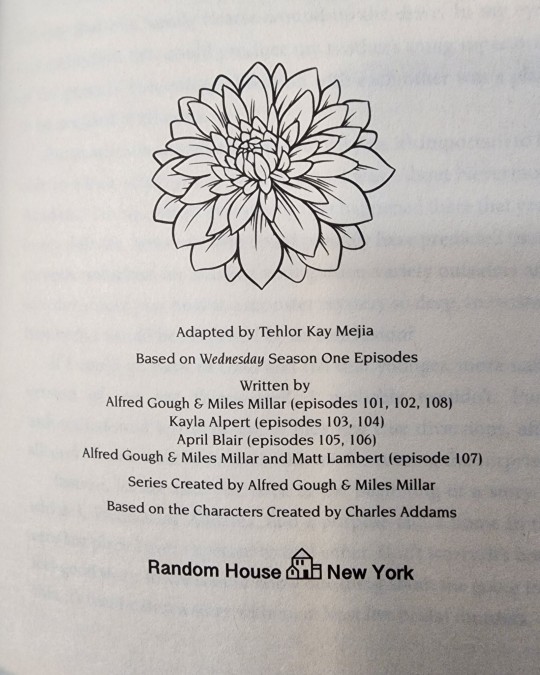 Adapted by Tehlor Kay Mejia
Based on Wednesday Season One Episodes
Written by
Alfred Gough & Miles Millar (episodes 101, 102, 108)
Kayla Alpert (episodes 103, 104)
April Blair (episodes 105, 106)
Alfred Gough & Miles Millar and Matt Lambert (episode 107)
Series Created by Alfred Gough & Miles Millar
Based on the Characters Created by Charles Addams
Random House New York